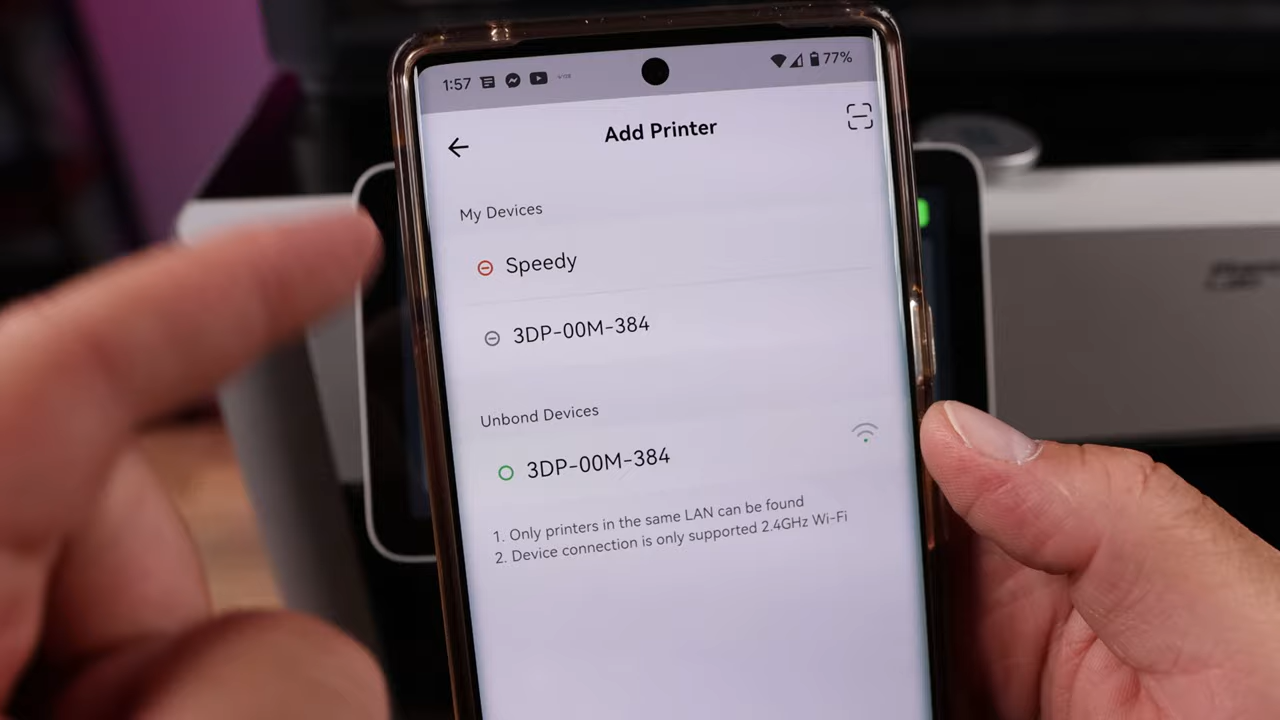 1:57
77%
Add Printer
My Devices
Speedy
3DP-00M-384
Unbond Devices
3DP-00M-384
1. Only printers in the same LAN can be found
2. Device connection is only supported 2.4GHz Wi-Fi